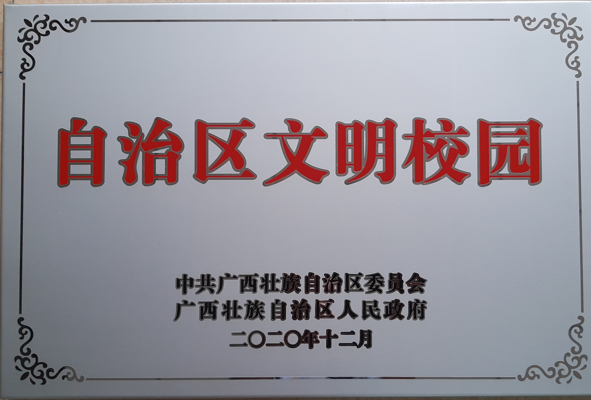 自治区文明校园
中共广西壮族自治区委员会
广西壮族自治区人民政府
二〇二〇年十二月